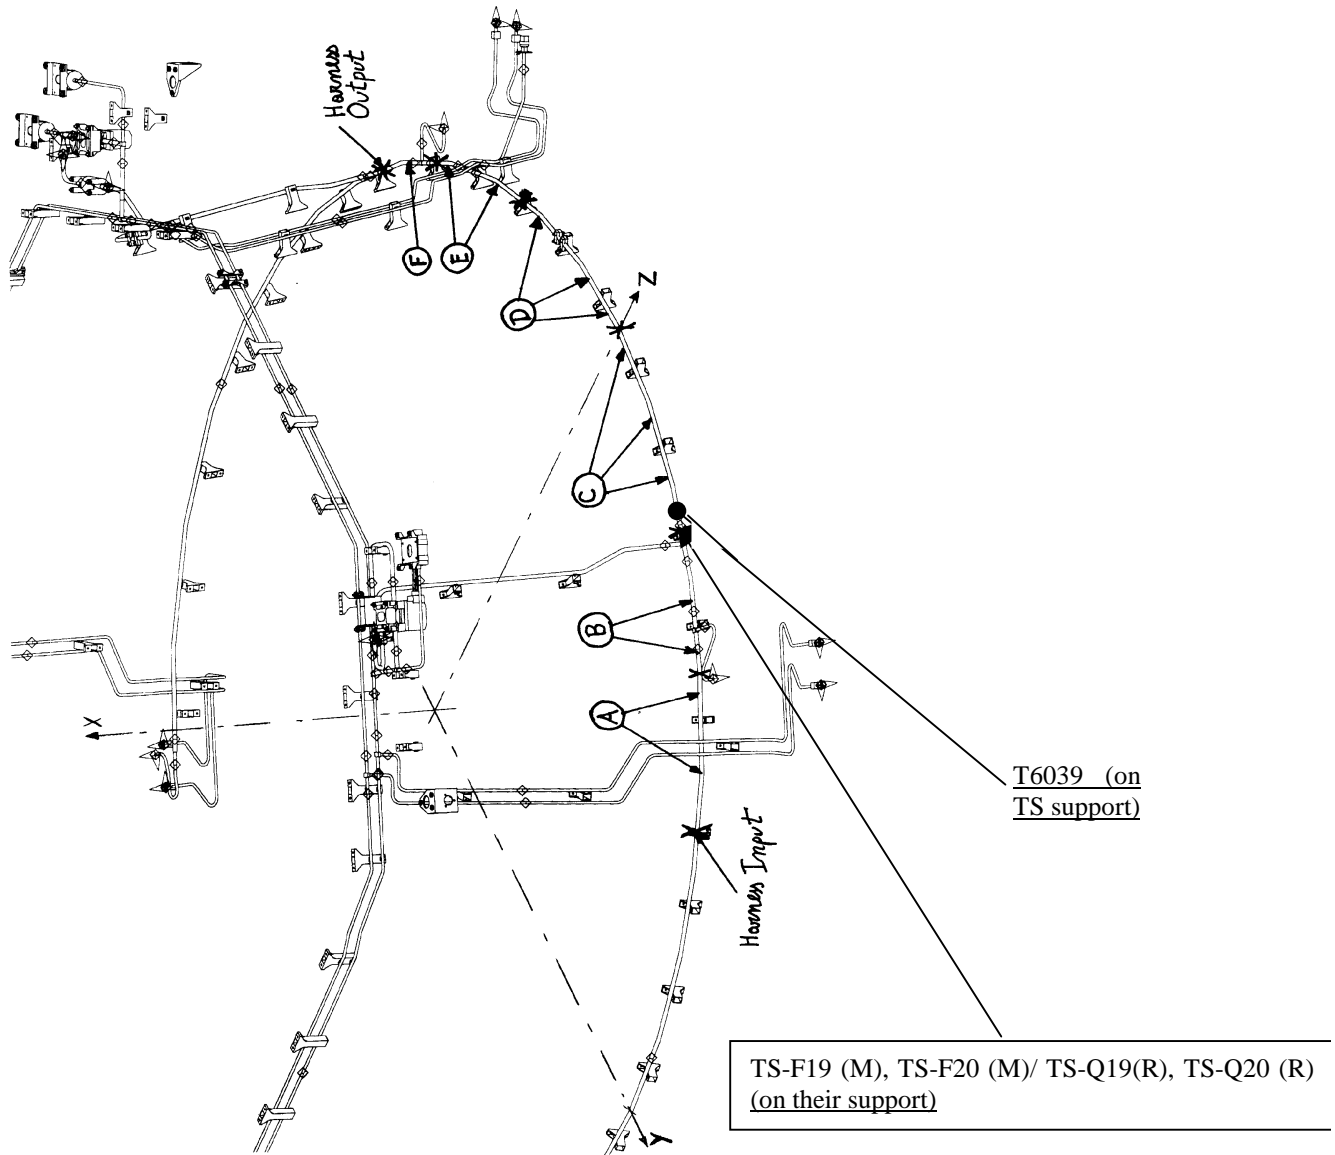 Harness
Output
F
E
D
Z
C
B
A
X
Harness Input
Y
T6039 (on
TS support)
TS-F19 (M), TS-F20 (M)/ TS-Q19(R), TS-Q20 (R)
(on their support)